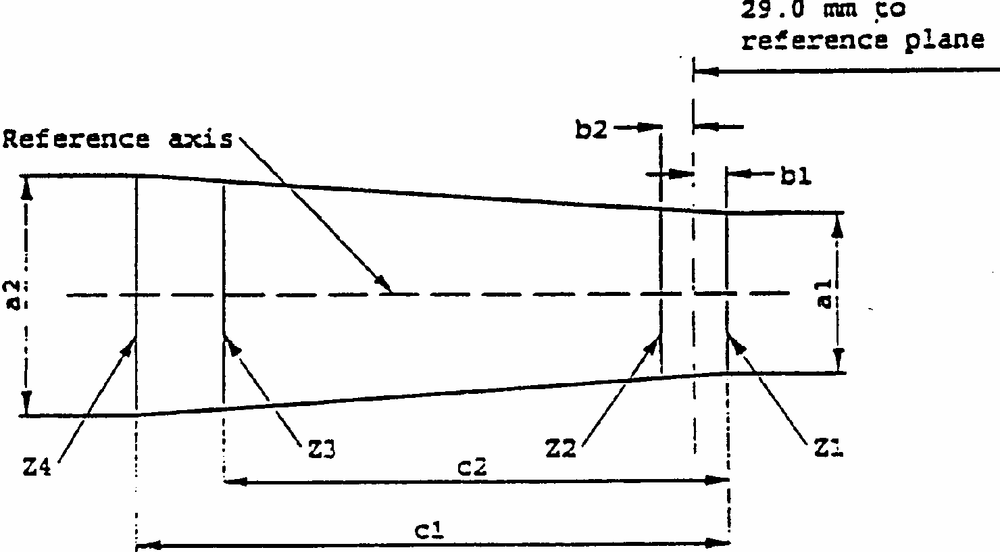 29.0 mm to
reference plane
b2
Reference axis
b1
a2
a1
Z4
Z3
Z2
Z1
c2
c1